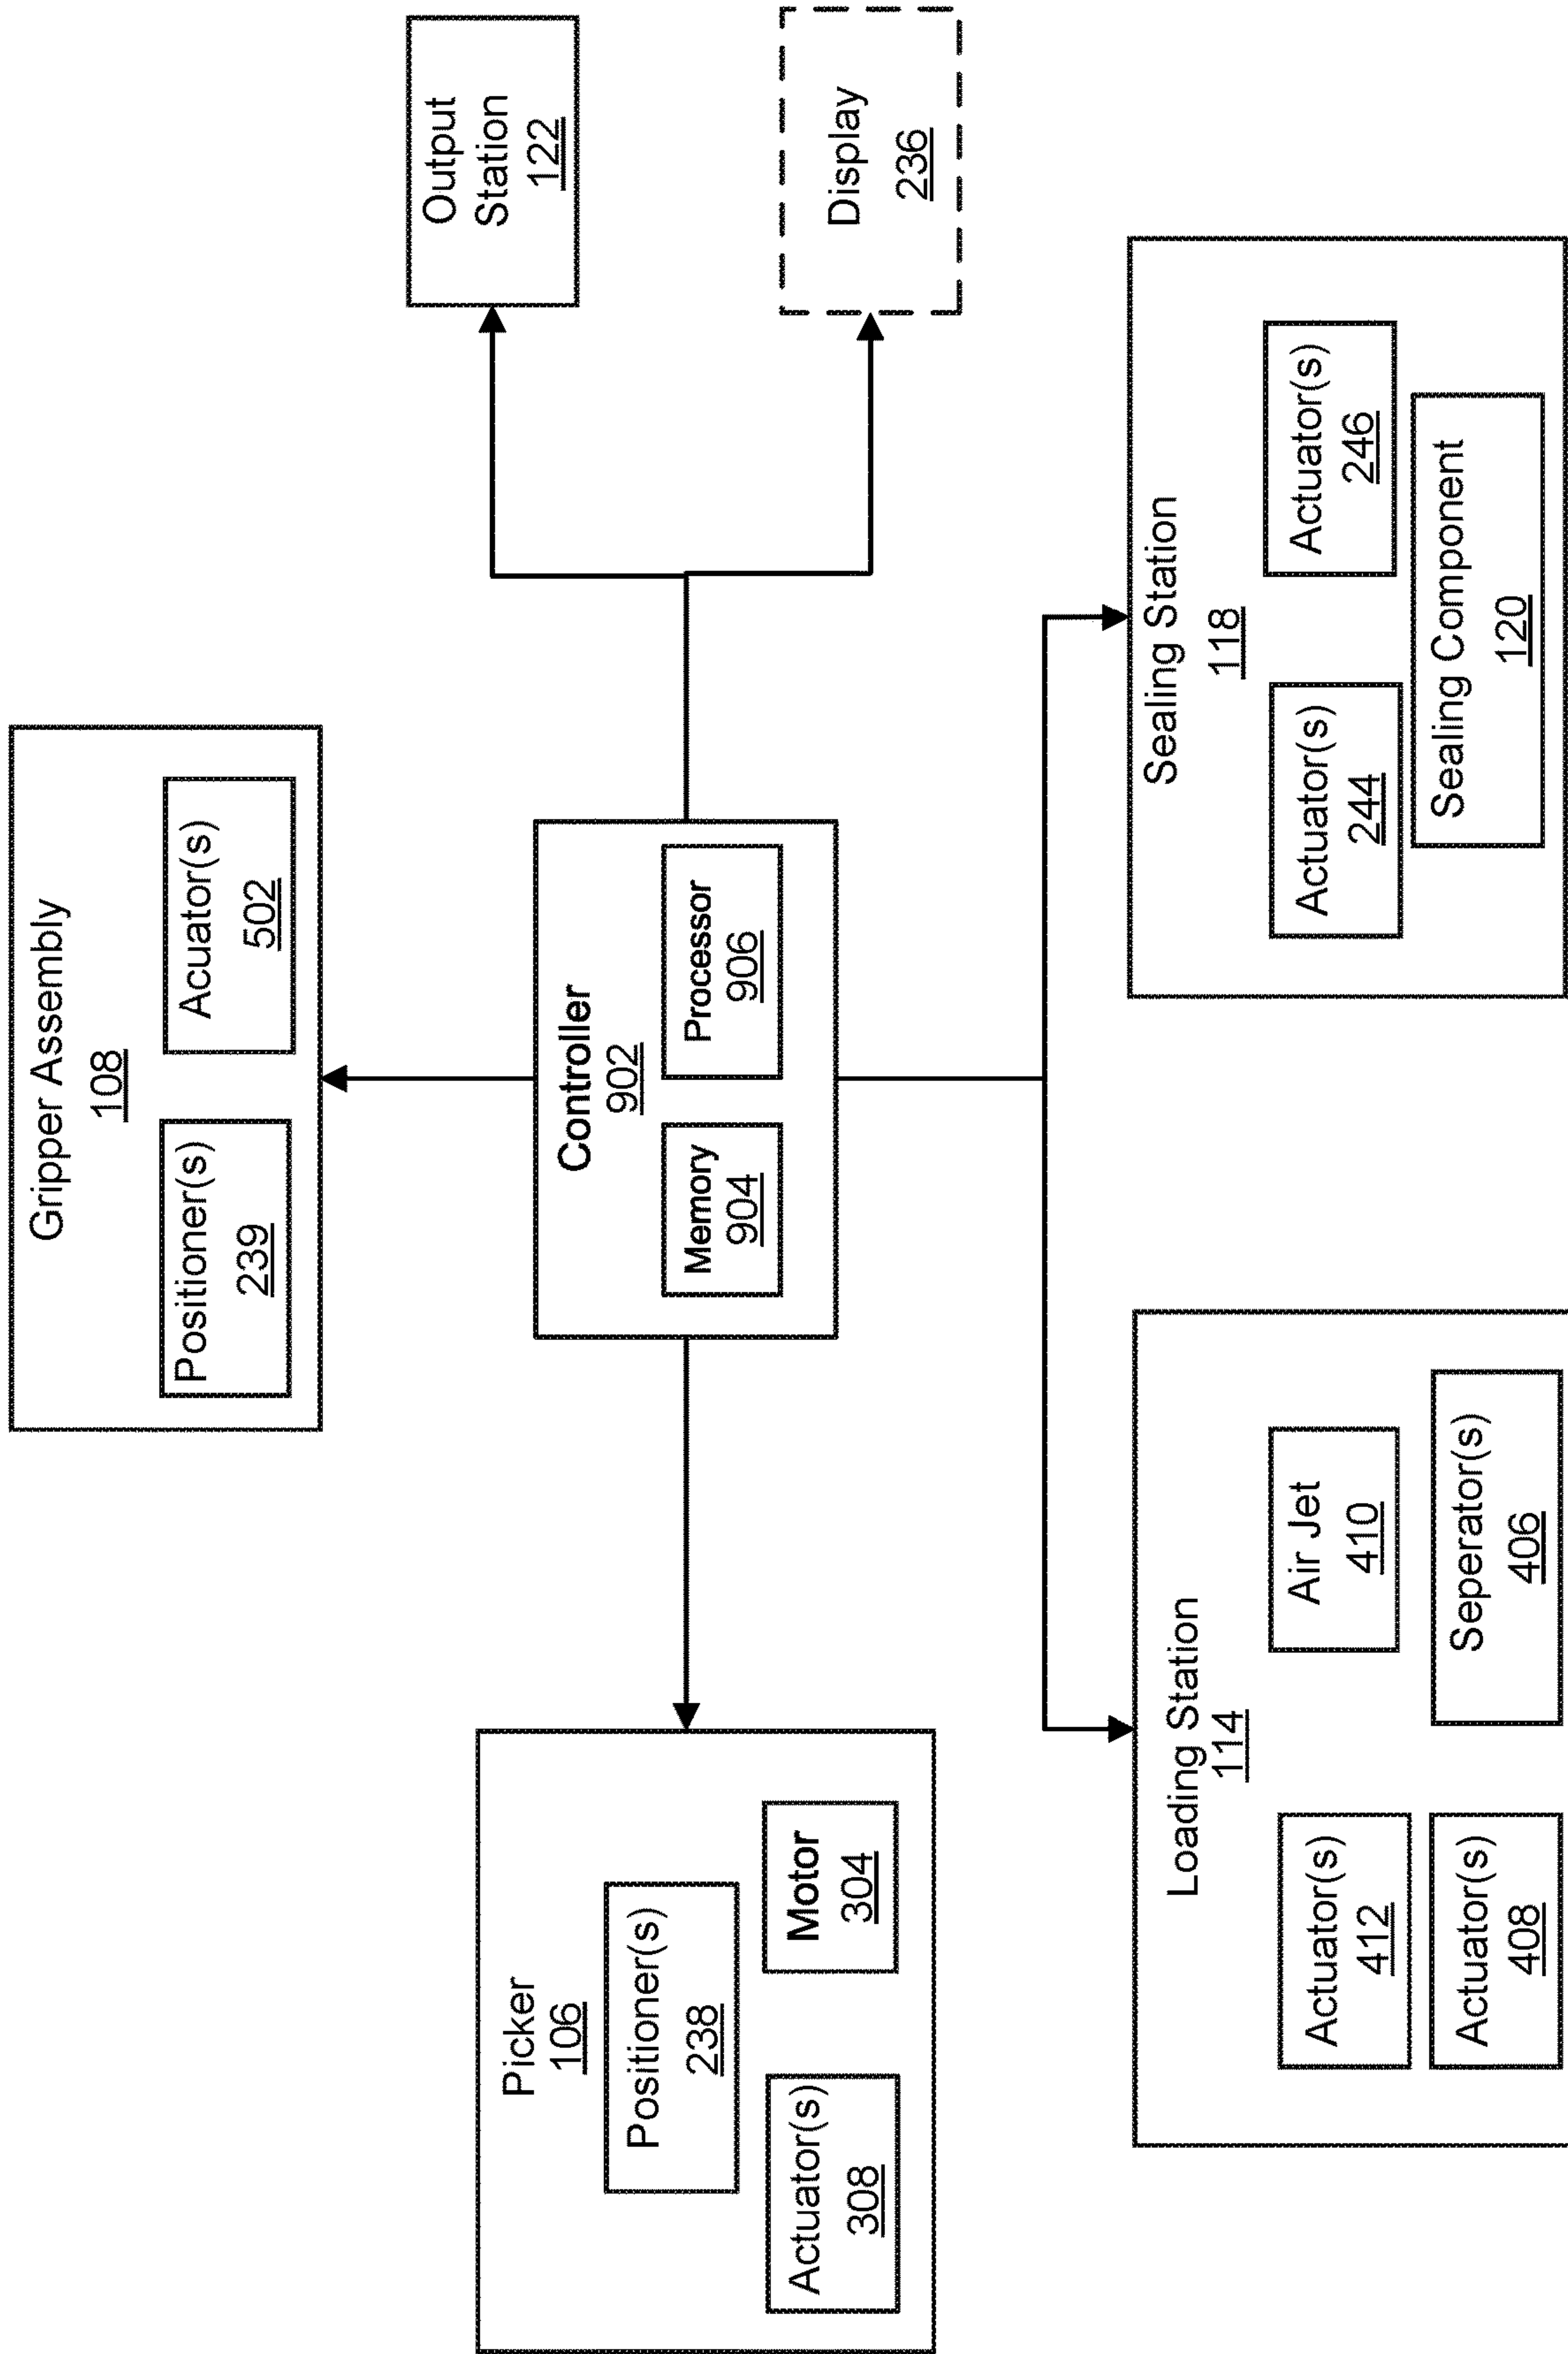 Gripper Assembly
108
Positioner(s)
239
Acuator(s)
502
Picker
106
Positioner(s)
238
Actuator(s)
308
Motor
304
Controller
902
Memory
904
Processor
906
Output
Station
122
Display
236
Loading Station
114
Actuator(s)
412
Air Jet
410
Actuator(s)
408
Seperator(s)
406
Sealing Station
118
Actuator(s)
244
Actuator(s)
246
Sealing Component
120